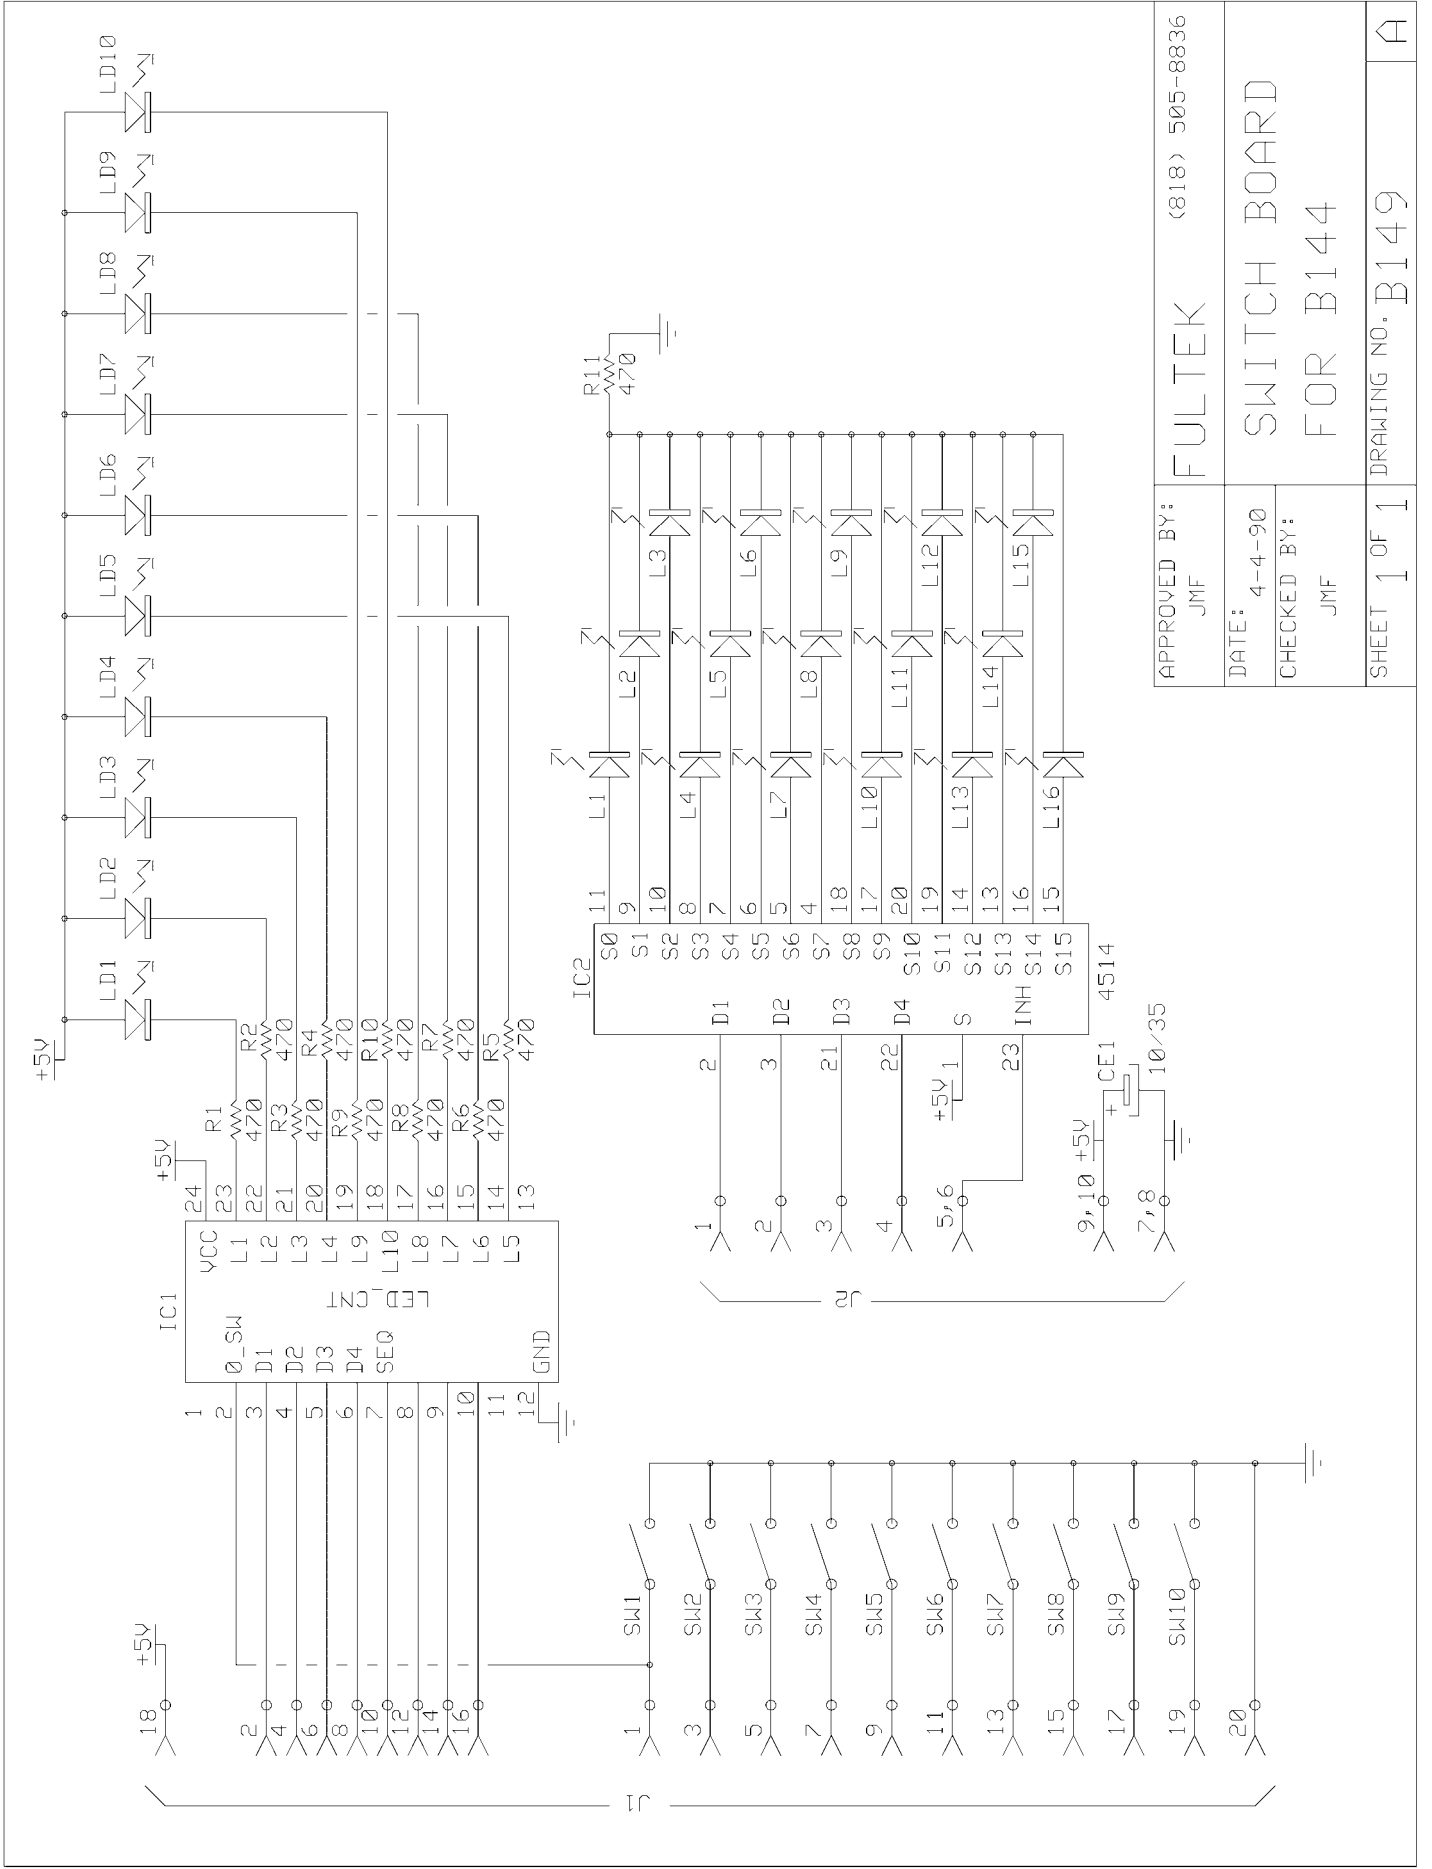 +5V
LD1
LD2
LD3
LD4
LD5
LD6
LD7
LD8
LD9
LD10
IC1
+5V
VCC
24
L1
23
R1
470
L2
22
R2
470
L3
21
R3
470
L4
20
R4
470
L9
19
R9
470
L10
18
R10
470
L8
17
R8
470
L7
16
R7
470
L6
15
R6
470
L5
14
R5
470
13
LED_CNT
1
2
0_SW
3
D1
4
D2
5
D3
6
D4
7
SEQ
8
9
10
11
12
GND
18
+5V
2
4
6
8
10
12
14
16
J1
1
SW1
3
SW2
5
SW3
7
SW4
9
SW5
11
SW6
13
SW7
15
SW8
17
SW9
19
SW10
20
J2
1
2
3
4
5,6
9,10
+5V
7,8
CE1
+
10/35
IC2
4514
2
D1
3
D2
21
D3
22
D4
+5V
1
S
23
INH
S0
11
L1
S1
9
L2
S2
10
L3
S3
8
L4
S4
7
L5
S5
6
L6
S6
5
L7
S7
4
L8
S8
18
L9
S9
17
L10
S10
20
L11
S11
19
L12
S12
14
L13
S13
13
L14
S14
16
L15
S15
15
L16
R11
470
APPROVED BY:
JMF
FULTEK (818) 505-8836
DATE: 4-4-90
SWITCH BOARD
CHECKED BY:
JMF
FOR B144
SHEET 1 OF 1
DRAWING NO. B149
A